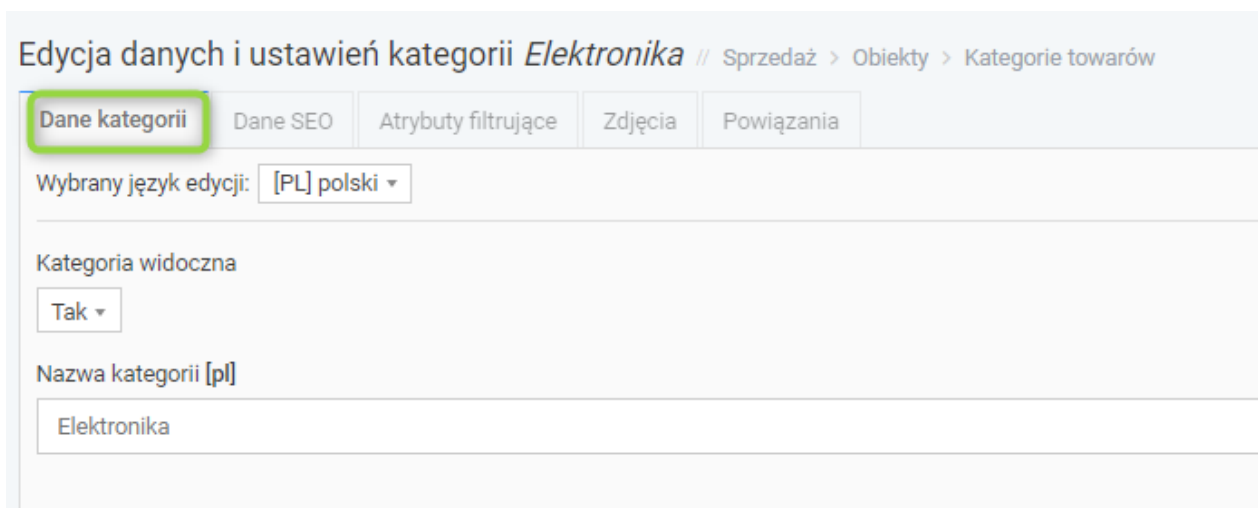 Edycja danych i ustawień kategorii Elektronika // Sprzedaż > Obiekty > Kategorie towarów
Dane kategorii Dane SEO Atrybuty filtrujące Zdjęcia Powiązania
Wybrany język edycji: [PL] polski
Kategoria widoczna
Tak
Nazwa kategorii [pl]
Elektronika